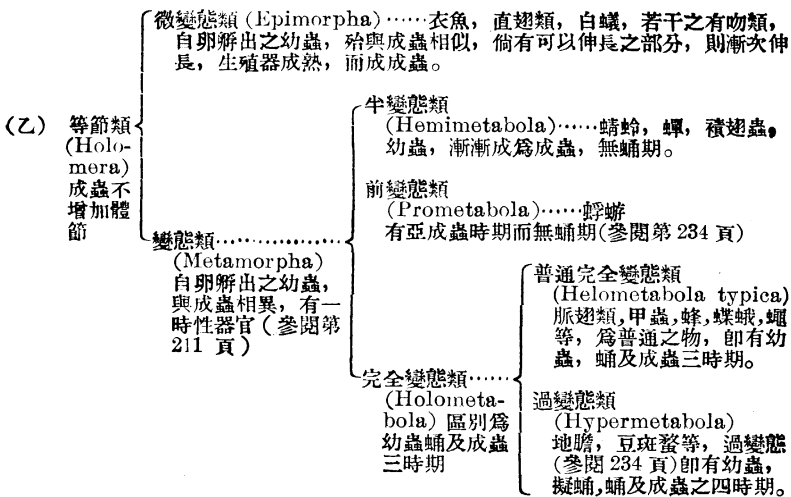 微變態類 (Epimorpha) ⋯⋯ 衣魚，直翅類，白蟻，若干之有吻類，
自卵孵出之幼蟲，殆與成蟲相似，倘有可以伸長之部分，則漸次伸
長，生殖器成熟，而成成蟲。
(乙) 等節類
(Holo-
mera)
成蟲不
增加體
節
變態類⋯⋯⋯⋯⋯
(Metamorpha)
自卵孵出之幼蟲，
與成蟲相異，有一
時性器官 (參閱第
211 頁)
半變態類
(Hemimetabola)⋯⋯蜻蛉，蟬，襀翅蟲，
幼蟲，漸漸成爲成蟲，無蛹期。
前變態類
(Prometabola)⋯⋯蜉蝣
有亞成蟲時期而無蛹期(參閱第 234 頁)
完全變態類⋯⋯
(Holometa-
bola) 區別爲
幼蟲蛹及成蟲
三時期
普通完全變態類
(Helometabola typica)
脈翅類,甲蟲,蜂,蝶蛾,蠅
等，爲普通之物，卽有幼
蟲，蛹及成蟲三時期。
過變態類
(Hypermetabola)
地膽，豆斑蝥等，過變態
(參閱 234 頁)卽有幼蟲，
擬蛹,蛹及成蟲之四時期。